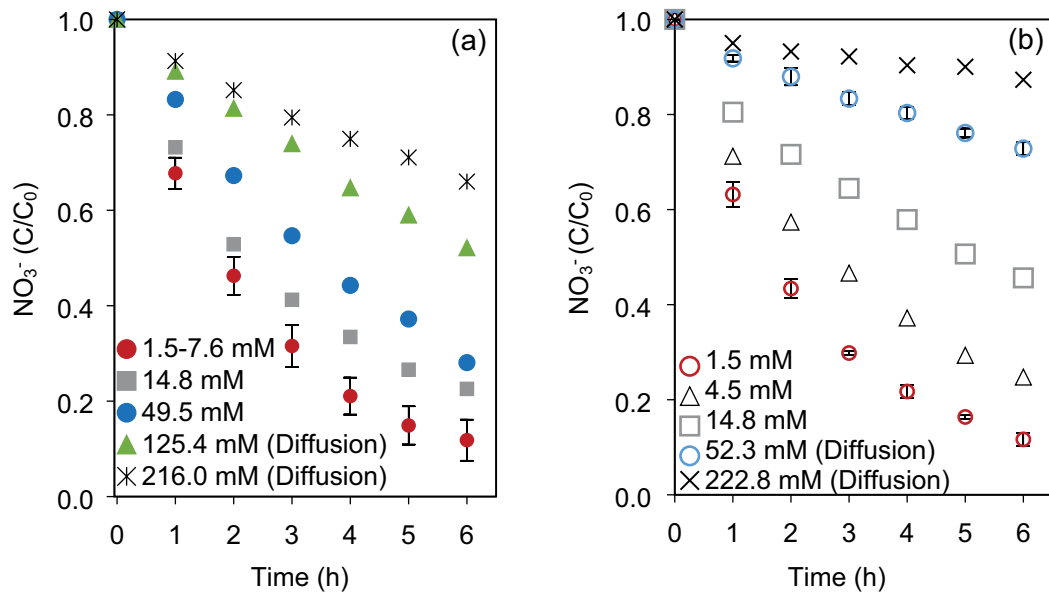 (a)
1.0
0.8
0.6
0.4
0.2
0.0
NO₃⁻ (C/C₀)
1.5-7.6 mM
14.8 mM
49.5 mM
125.4 mM (Diffusion)
216.0 mM (Diffusion)
0 1 2 3 4 5 6
Time (h)
(b)
1.0
0.8
0.6
0.4
0.2
0.0
NO₃⁻ (C/C₀)
1.5 mM
4.5 mM
14.8 mM
52.3 mM (Diffusion)
222.8 mM (Diffusion)
0 1 2 3 4 5 6
Time (h)